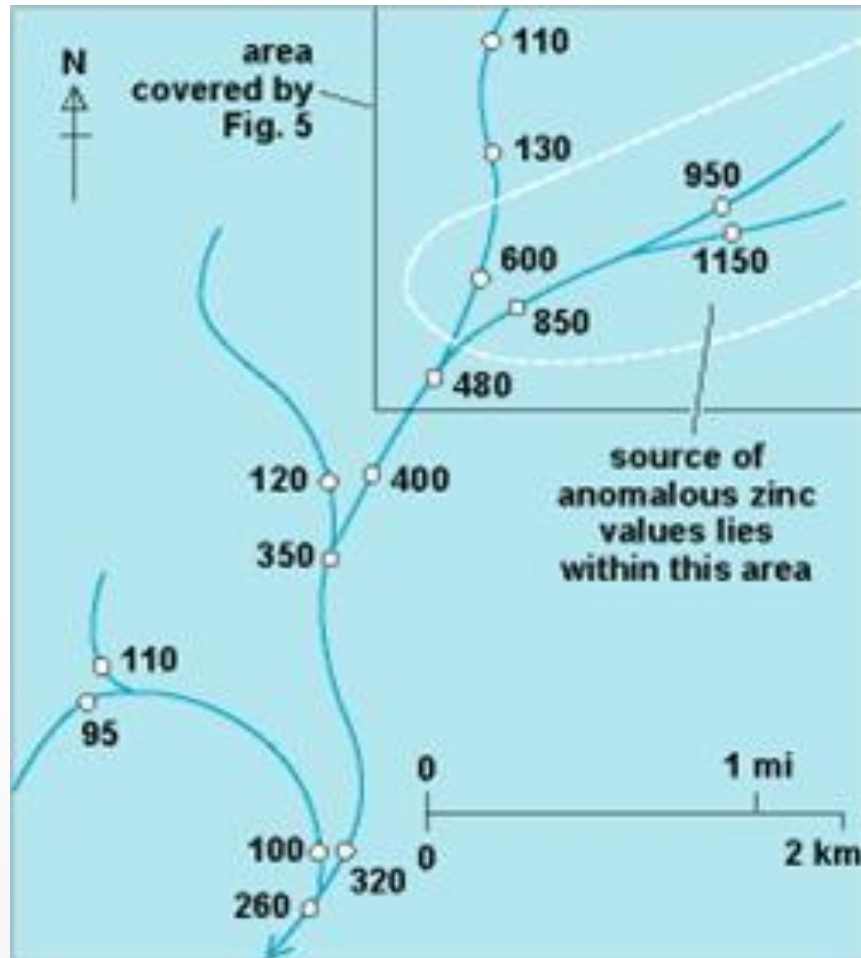 N
area
covered by
Fig. 5
110
130
950
1150
600
850
480
120
400
350
source of
anomalous zinc
values lies
within this area
110
95
0
1 mi
0
2 km
100
320
260